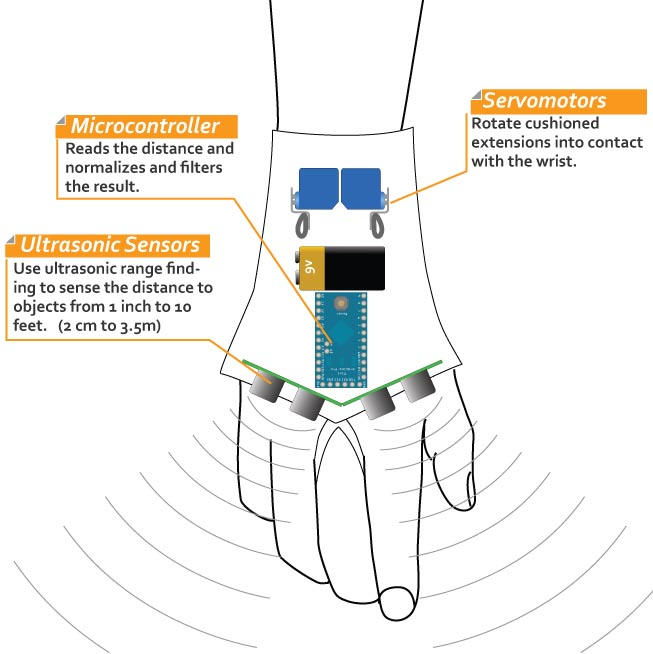 Servomotors
Rotate cushioned
extensions into contact
with the wrist.
Microcontroller
Reads the distance and
normalizes and filters
the result.
Ultrasonic Sensors
Use ultrasonic range find-
ing to sense the distance to
objects from 1 inch to 10
feet.   (2 cm to 3.5m)
9v